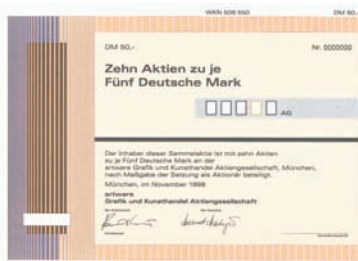 WKN 508 550 DM 50,-
DM 50,- Nr. 0000000
Zehn Aktien zu je
Fünf Deutsche Mark
AG
Der Inhaber dieser Sammelaktie ist mit zehn Aktien
zu je Fünf Deutsche Mark an der
artware Grafik und Kunsthandel Aktiengesellschaft, München,
nach Maßgabe der Satzung als Aktionär beteiligt.
München, im November 1998
artware
Grafik und Kunsthandel Aktiengesellschaft